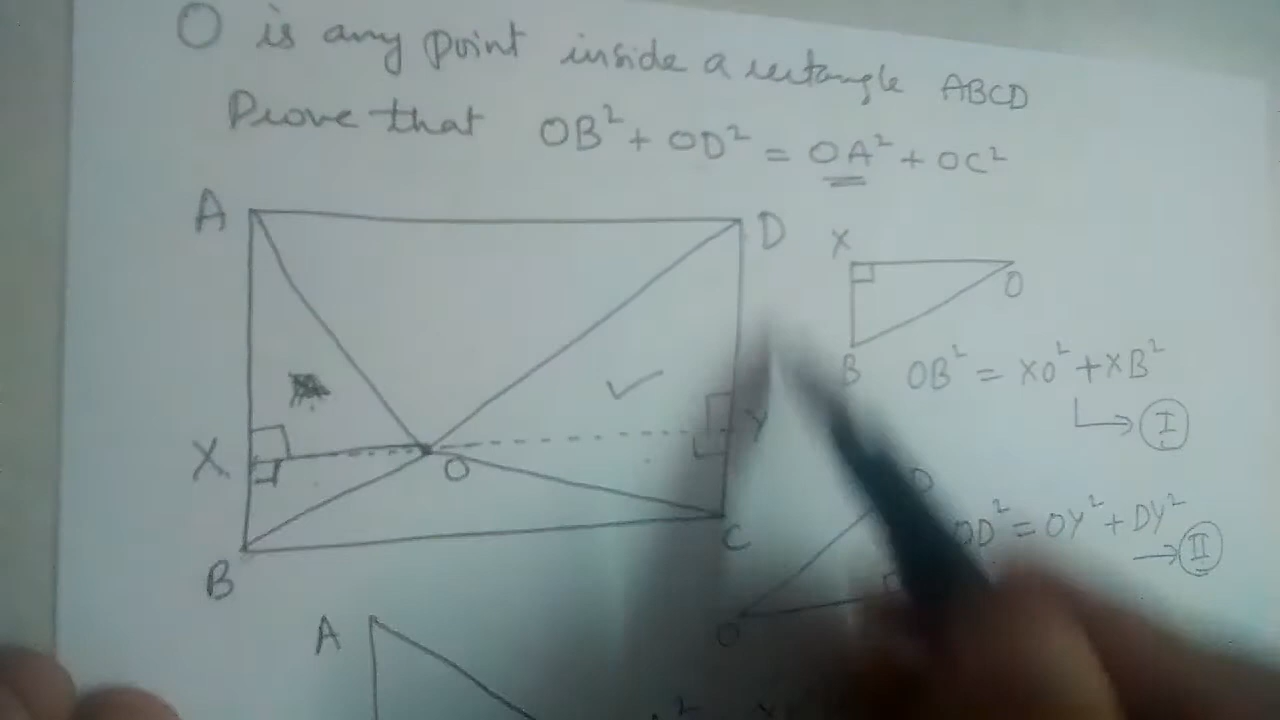 O is any point inside a rectangle ABCD
Prove that OB² + OD² = OA² + OC²
A
D
X
O
B
OB² = XO² + XB²
I
X
O
Y
B
C
D
OD² = OY² + DY²
II
O
A